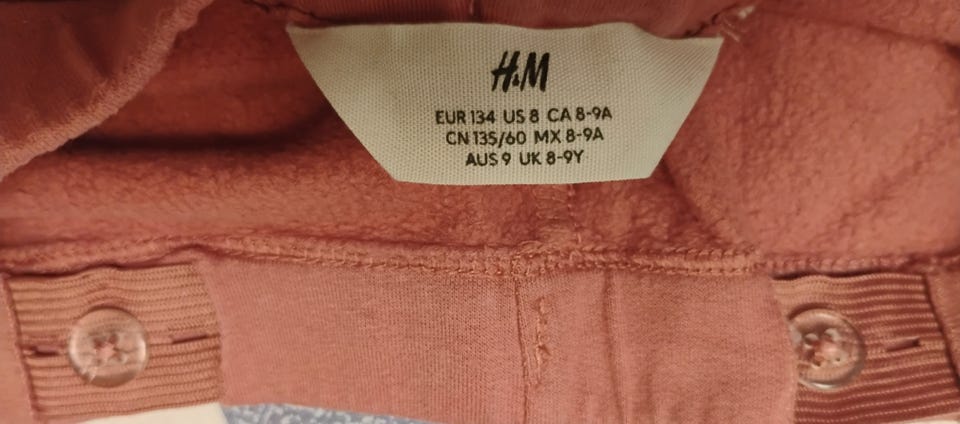 H&M
EUR 134 US 8 CA 8-9A
CN 135/60 MX 8-9A
AUS 9 UK 8-9Y